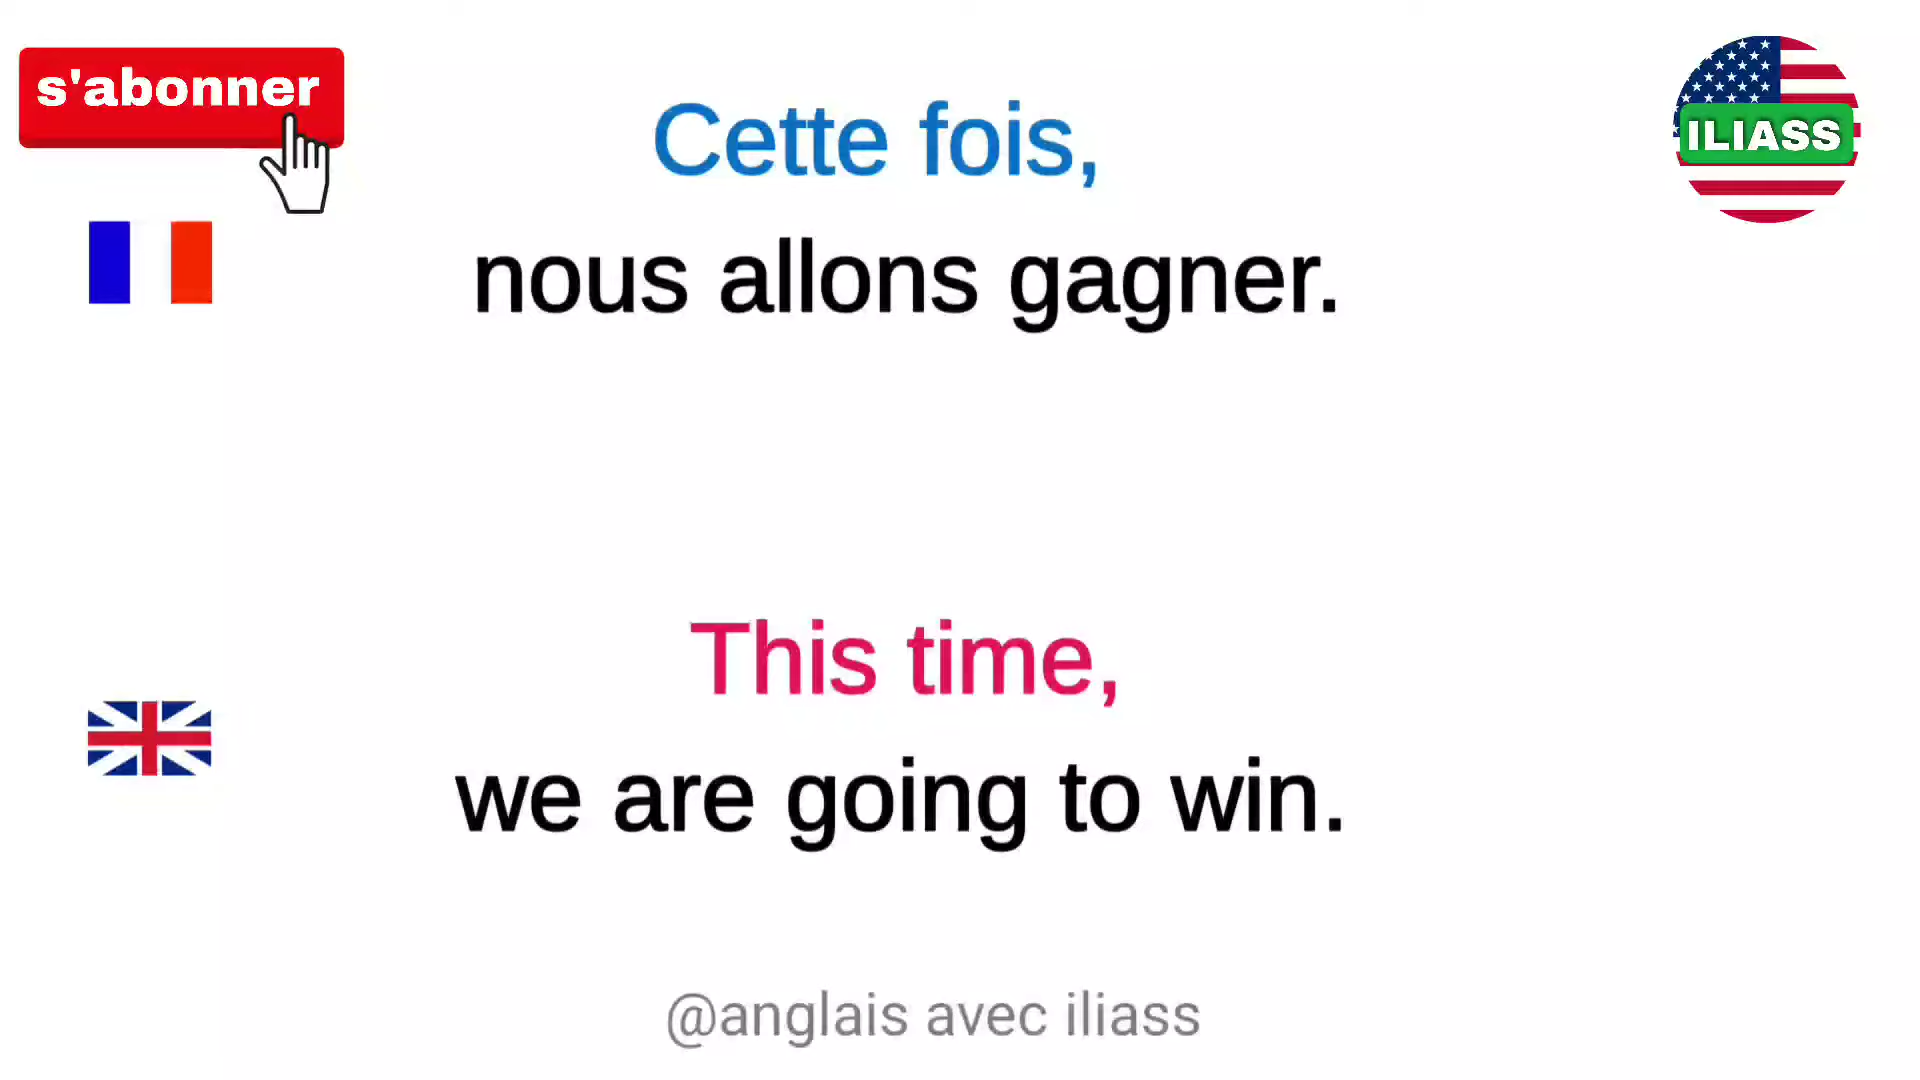 s'abonner
ILIASS
Cette fois,
nous allons gagner.
This time,
we are going to win.
@anglais avec iliass